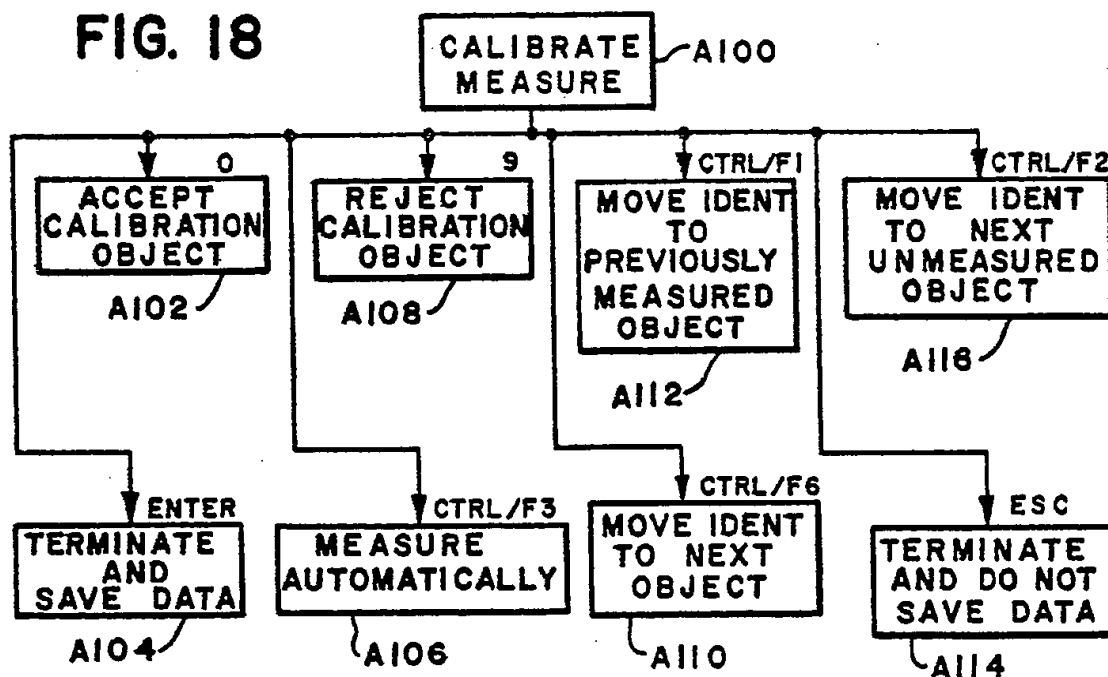 FIG. 18
CALIBRATE
MEASURE
A100
0
ACCEPT
CALIBRATION
OBJECT
A102
9
REJECT
CALIBRATION
OBJECT
A108
CTRL/F1
MOVE IDENT
TO
PREVIOUSLY
MEASURED
OBJECT
A112
CTRL/F2
MOVE IDENT
TO NEXT
UNMEASURED
OBJECT
A116
ENTER
TERMINATE
AND
SAVE DATA
A104
CTRL/F3
MEASURE
AUTOMATICALLY
A106
CTRL/F6
MOVE IDENT
TO NEXT
OBJECT
A110
ESC
TERMINATE
AND DO NOT
SAVE DATA
A114